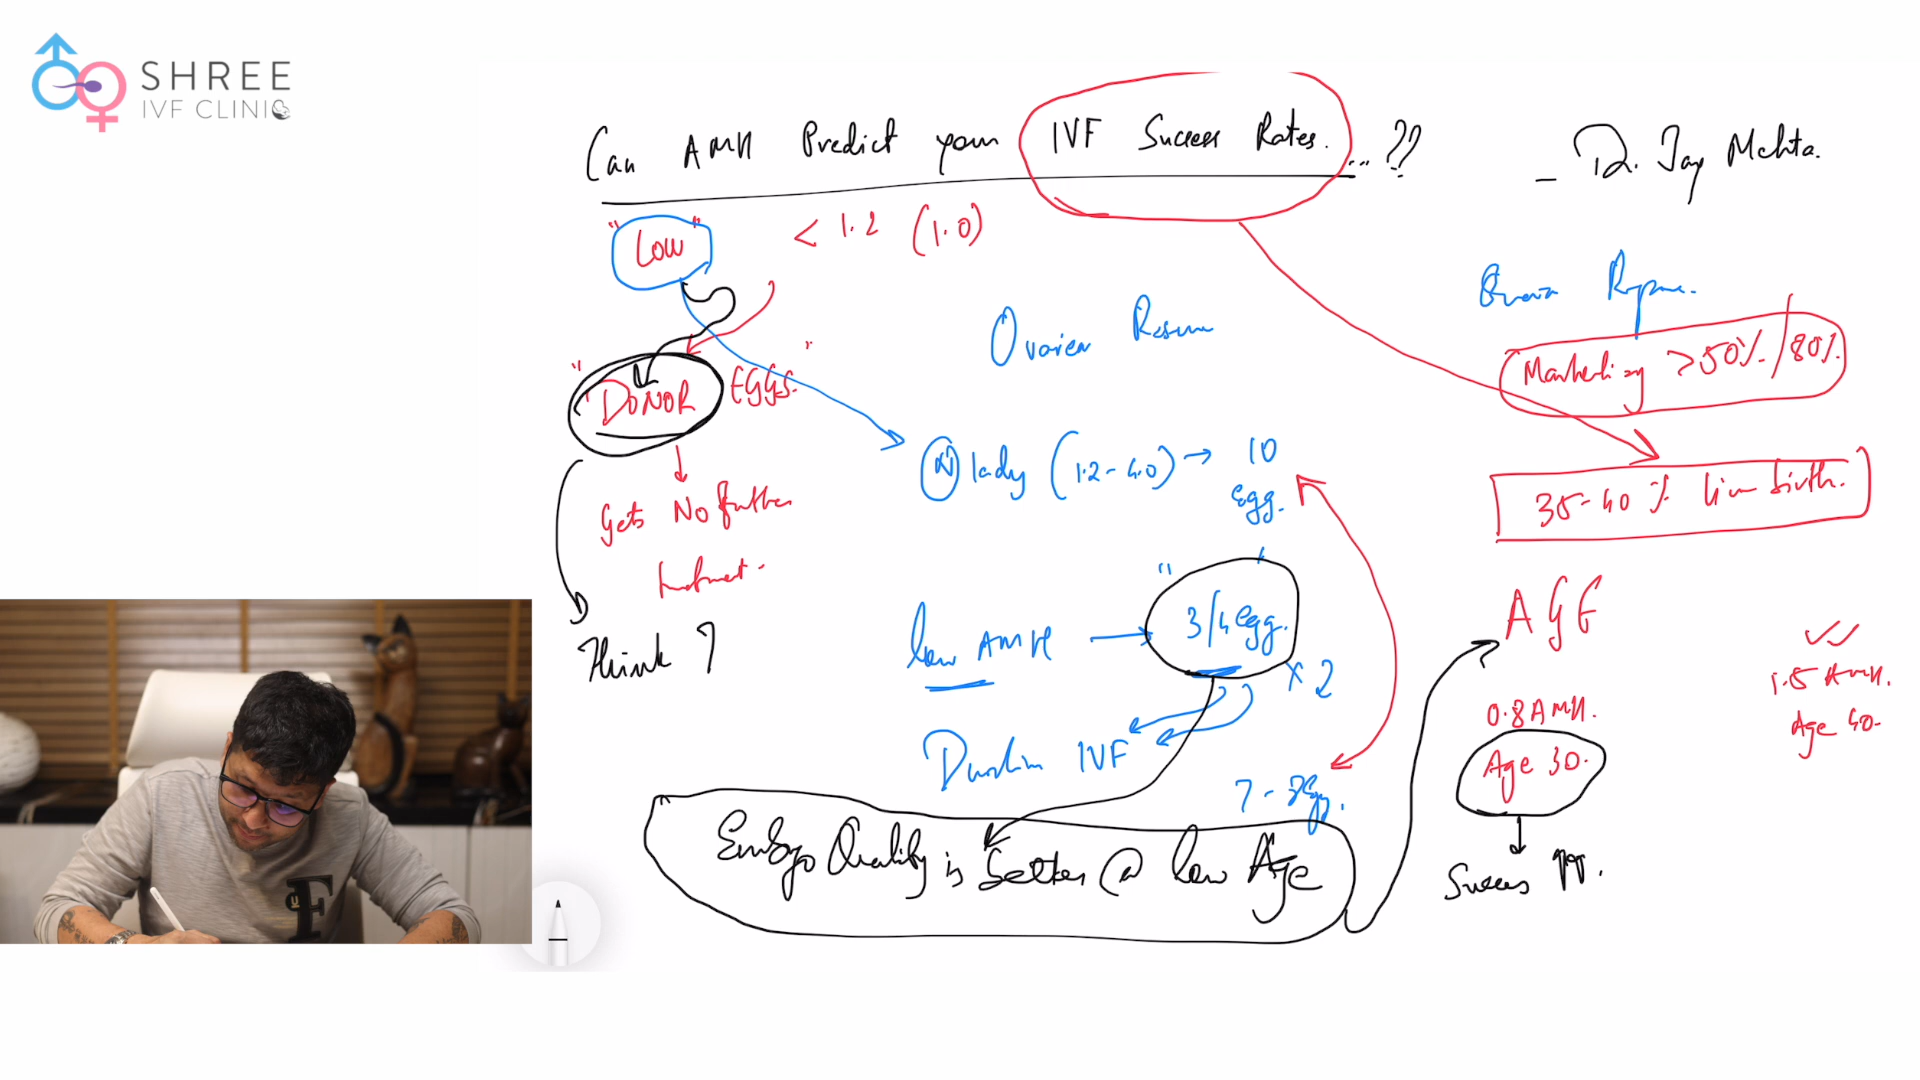 SHREE
IVF CLINIC
Can AMH Predict your IVF Success Rates...??
_ Dr. Jay Mehta.
"Low" < 1.2 (1.0)
Ovarian Reserve
Marketing >50%/80%.
"DONOR EGGS."
N lady (1.2-4.0) → 10 egg.
35-40% live birth.
Gets No further treatment.
Think ?
low AMH → "3/4 egg." x 2
DuoStim IVF
7-8 egg.
Embryo Quality is better @ low Age
AGE
0.8 AMH.
Age 30.
Success ↑↑.
1.5 AMH.
Age 40.
F